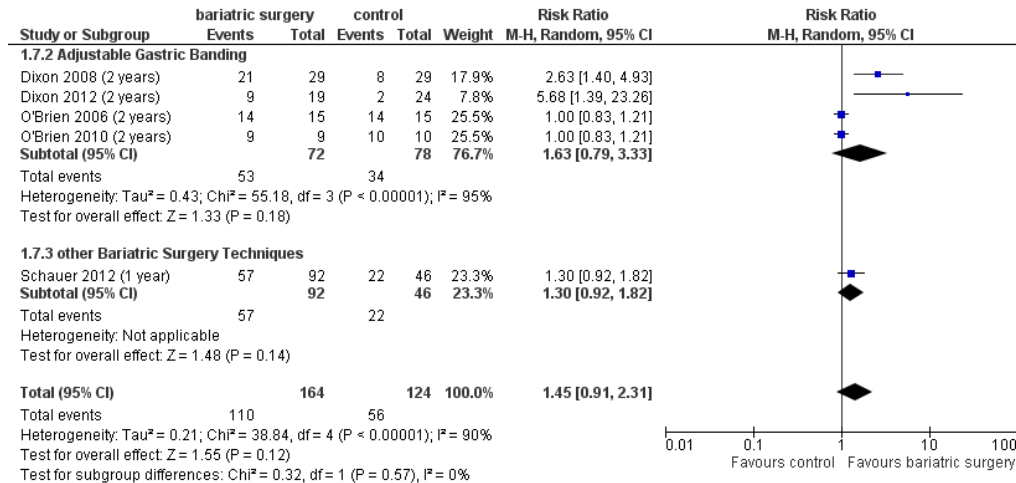 bariatric surgery control Risk Ratio Risk Ratio
Study or Subgroup Events Total Events Total Weight M-H, Random, 95% CI M-H, Random, 95% CI
1.7.2 Adjustable Gastric Banding
Dixon 2008 (2 years) 21 29 8 29 17.9% 2.63 [1.40, 4.93]
Dixon 2012 (2 years) 9 19 2 24 7.8% 5.68 [1.39, 23.26]
O'Brien 2006 (2 years) 14 15 14 15 25.5% 1.00 [0.83, 1.21]
O'Brien 2010 (2 years) 9 9 10 10 25.5% 1.00 [0.83, 1.21]
Subtotal (95% CI) 72 78 76.7% 1.63 [0.79, 3.33]
Total events 53 34
Heterogeneity: Tau² = 0.43; Chi² = 55.18, df = 3 (P < 0.00001); I² = 95%
Test for overall effect: Z = 1.33 (P = 0.18)
1.7.3 other Bariatric Surgery Techniques
Schauer 2012 (1 year) 57 92 22 46 23.3% 1.30 [0.92, 1.82]
Subtotal (95% CI) 92 46 23.3% 1.30 [0.92, 1.82]
Total events 57 22
Heterogeneity: Not applicable
Test for overall effect: Z = 1.48 (P = 0.14)
Total (95% CI) 164 124 100.0% 1.45 [0.91, 2.31]
Total events 110 56
Heterogeneity: Tau² = 0.21; Chi² = 38.84, df = 4 (P < 0.00001); I² = 90%
Test for overall effect: Z = 1.55 (P = 0.12)
Test for subgroup differences: Chi² = 0.32, df = 1 (P = 0.57), I² = 0%
0.01 0.1 1 10 100
Favours control Favours bariatric surgery